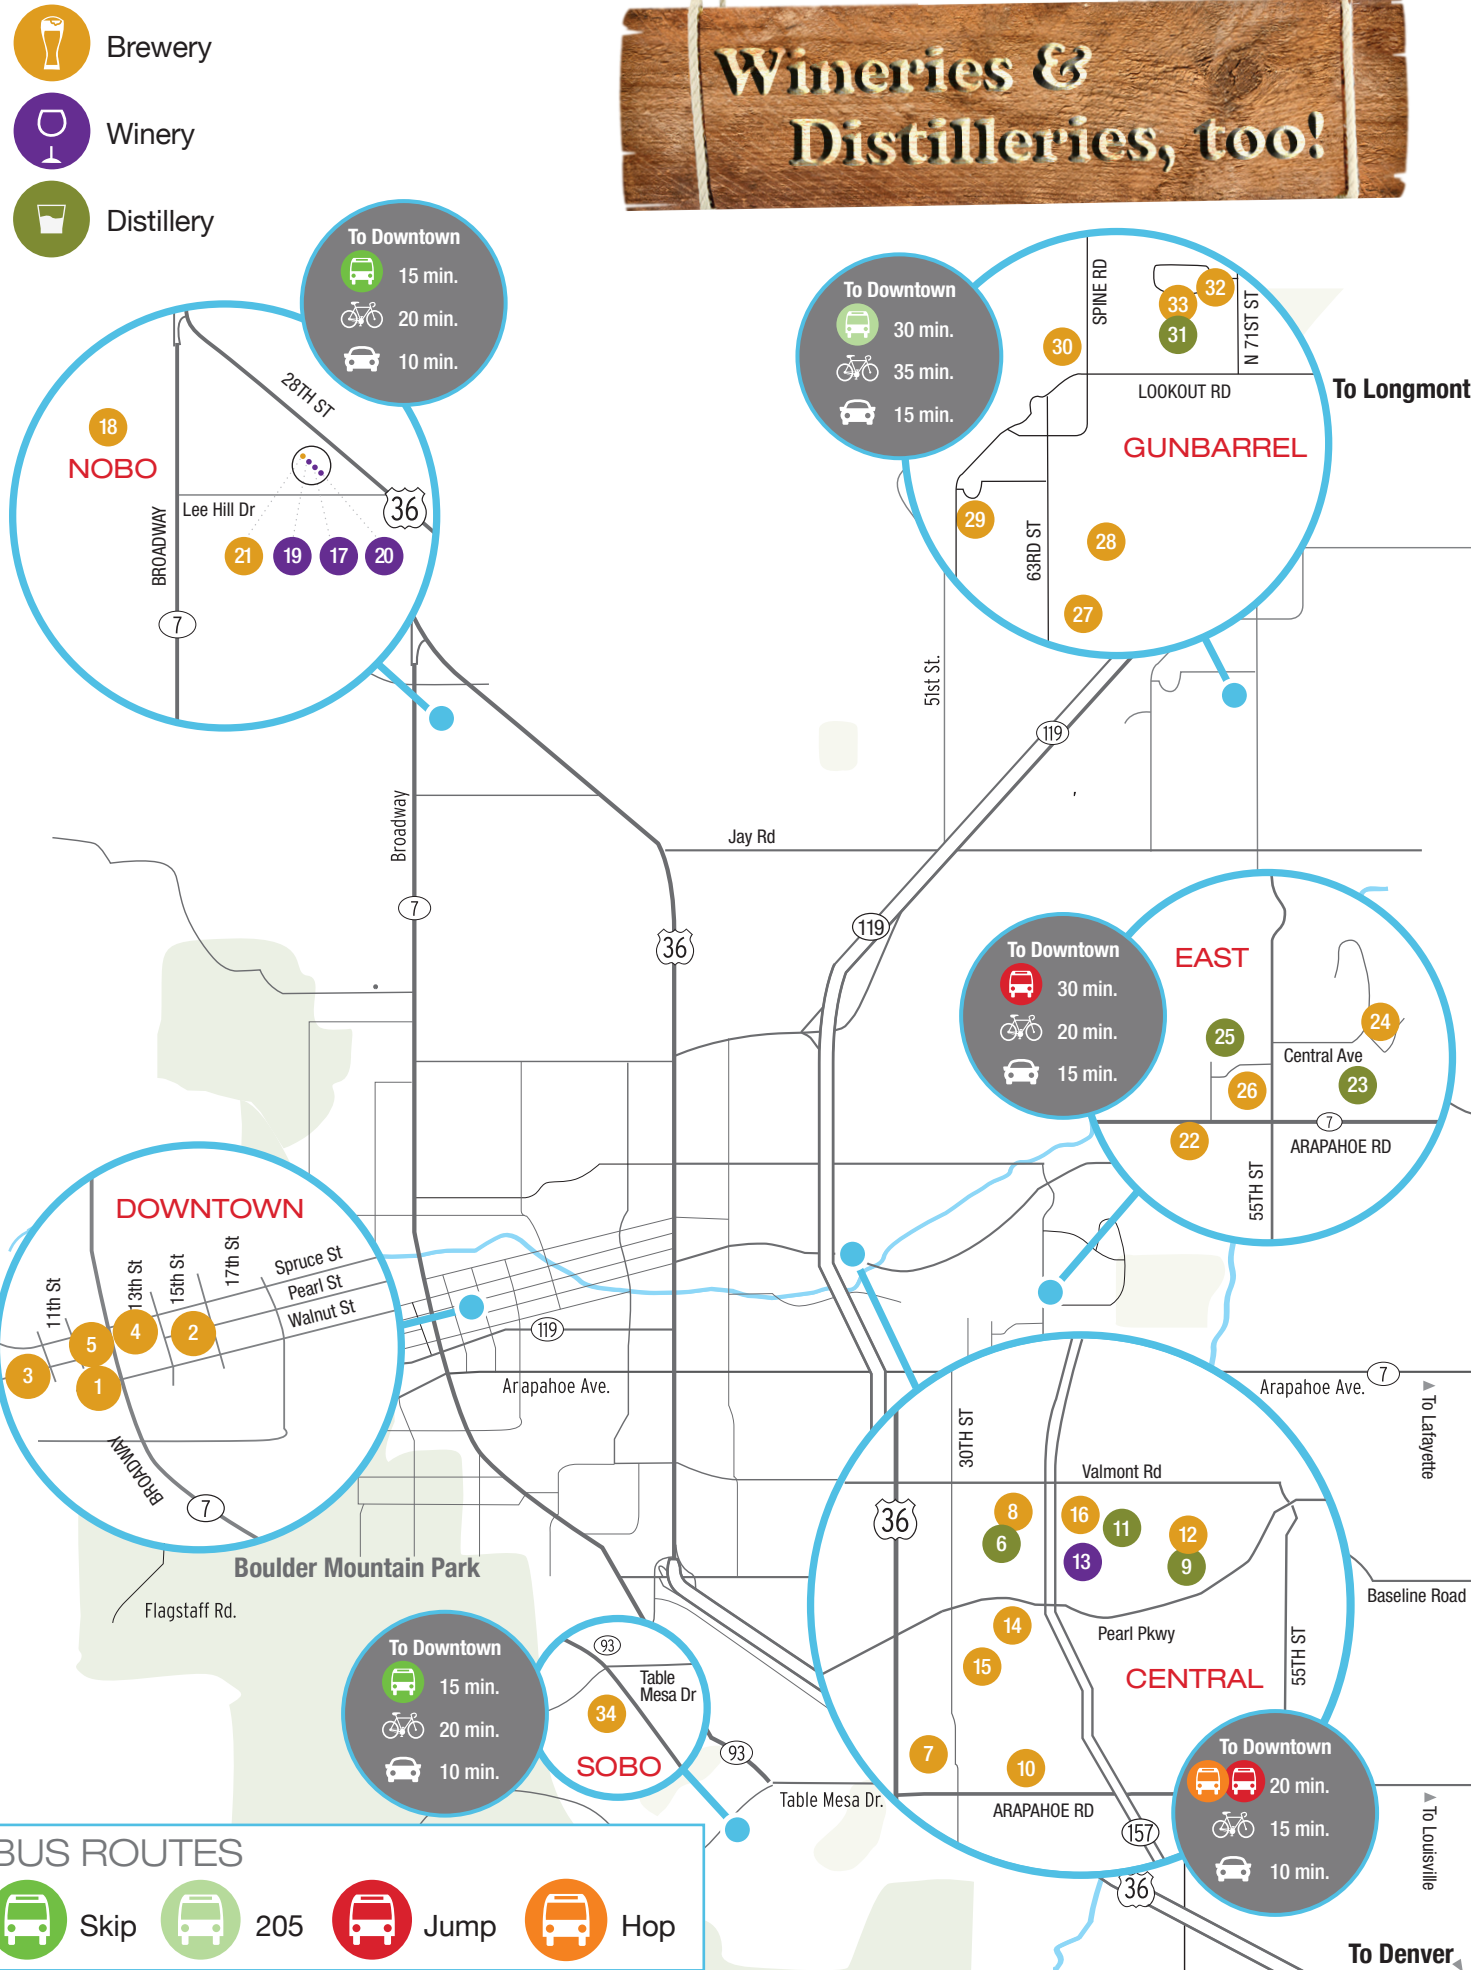 Brewery
Winery
Distillery
Wineries &
Distilleries, too!
To Downtown
15 min.
20 min.
10 min.
28TH ST
18
NOBO
Lee Hill Dr
36
BROADWAY
21
19
17
20
7
To Downtown
30 min.
35 min.
15 min.
SPINE RD
32
33
31
N 71ST ST
30
LOOKOUT RD
To Longmont
GUNBARREL
29
28
63RD ST
27
51st St.
119
Broadway
Jay Rd
7
36
119
To Downtown
30 min.
20 min.
15 min.
EAST
24
25
Central Ave
26
23
7
22
ARAPAHOE RD
55TH ST
DOWNTOWN
11th St
13th St
15th St
17th St
Spruce St
Pearl St
Walnut St
5
4
2
3
1
BROADWAY
7
119
Arapahoe Ave.
Arapahoe Ave.
7
To Lafayette
30TH ST
Valmont Rd
36
8
16
11
12
6
13
9
Baseline Road
14
Pearl Pkwy
15
CENTRAL
55TH ST
7
10
ARAPAHOE RD
157
To Downtown
20 min.
15 min.
10 min.
36
To Louisville
To Denver
Boulder Mountain Park
Flagstaff Rd.
To Downtown
15 min.
20 min.
10 min.
93
Table
Mesa Dr
34
SOBO
93
Table Mesa Dr.
BUS ROUTES
Skip
205
Jump
Hop